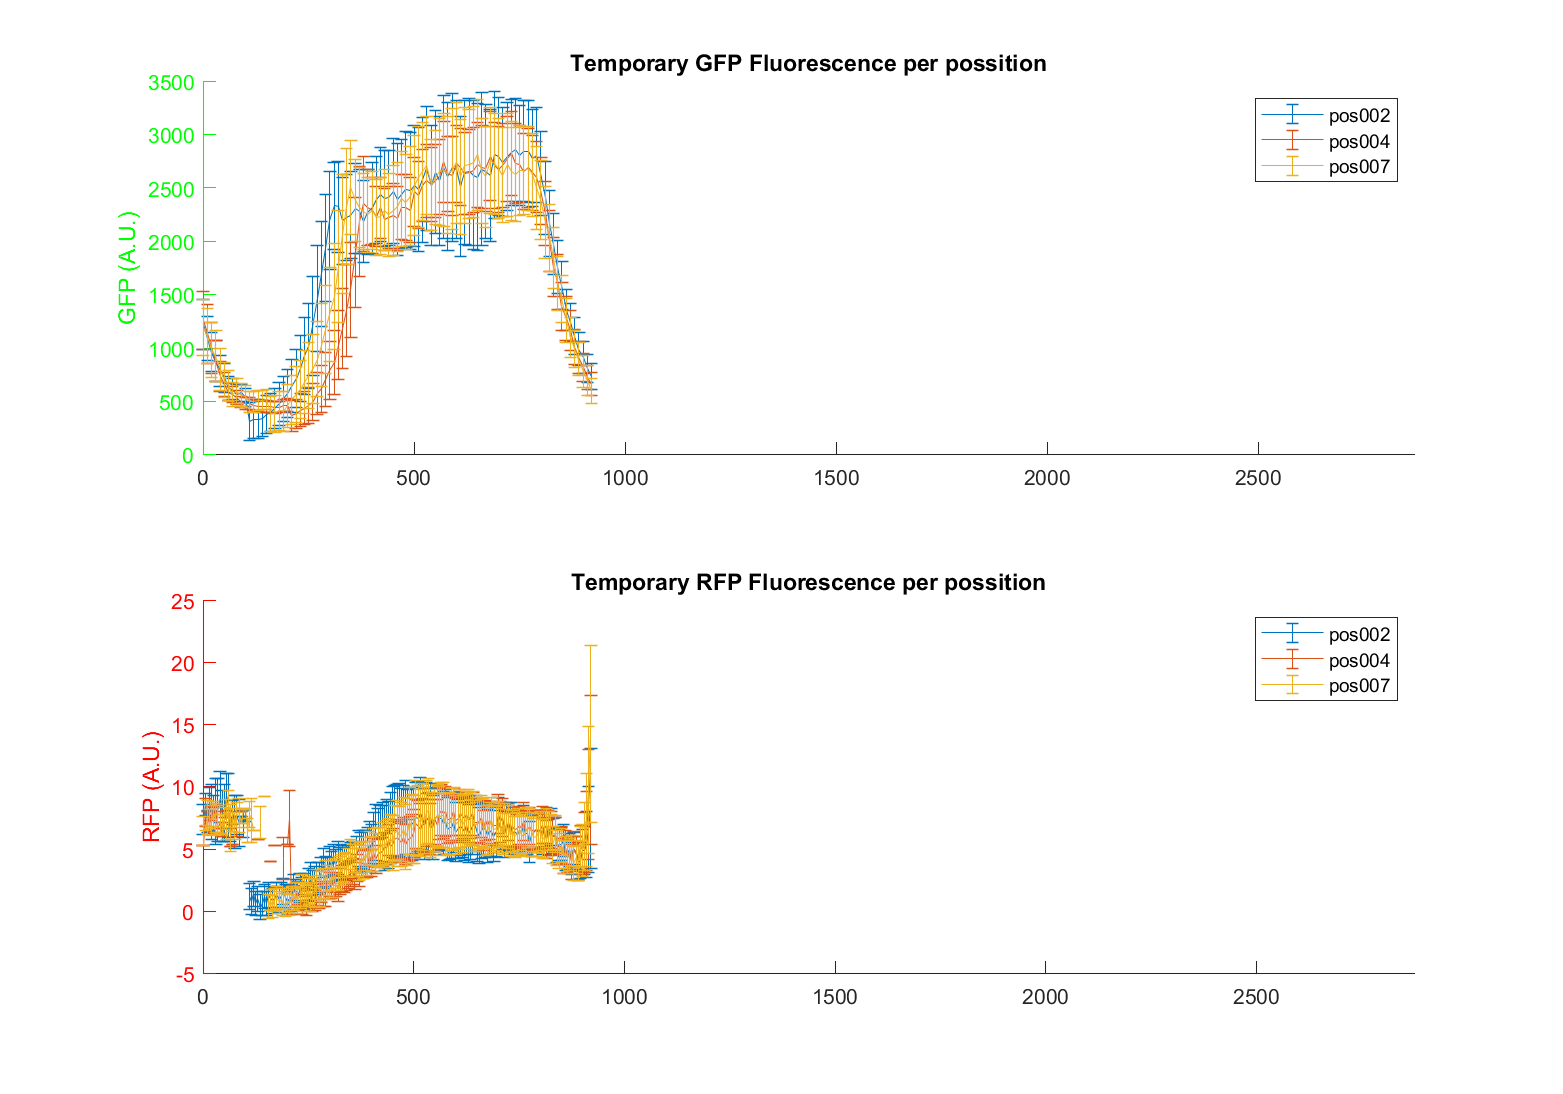 Temporary GFP Fluorescence per possition
3500
3000
2500
2000
1500
1000
500
0
GFP (A.U.)
pos002
pos004
pos007
0 500 1000 1500 2000 2500
Temporary RFP Fluorescence per possition
25
20
15
10
5
0
-5
RFP (A.U.)
pos002
pos004
pos007
0 500 1000 1500 2000 2500